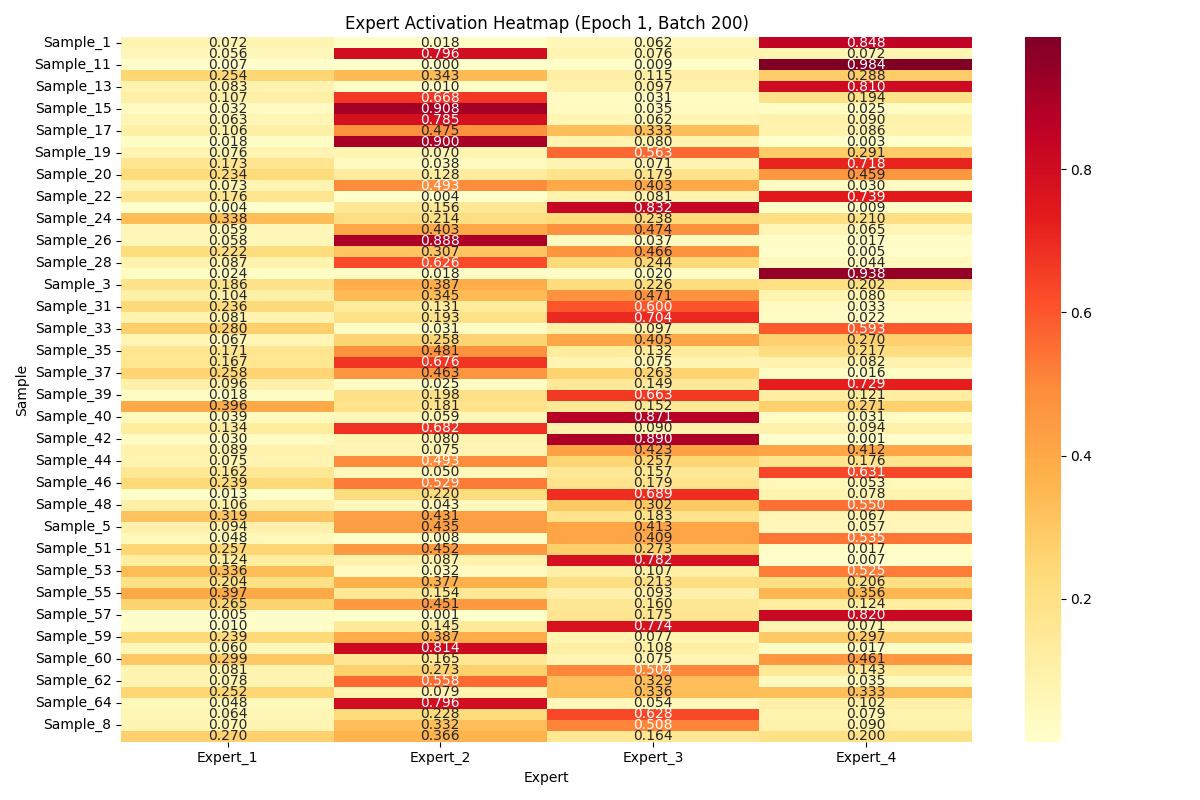 Expert Activation Heatmap (Epoch 1, Batch 200)
Sample_1 0.072 0.018 0.062 0.848
0.056 0.796 0.076 0.072
Sample_11 0.007 0.000 0.009 0.984
0.254 0.343 0.115 0.288
Sample_13 0.083 0.010 0.097 0.810
0.107 0.668 0.031 0.194
Sample_15 0.032 0.908 0.035 0.025
0.063 0.785 0.062 0.090
Sample_17 0.106 0.475 0.333 0.086
0.018 0.900 0.080 0.003
Sample_19 0.076 0.070 0.563 0.291
0.173 0.038 0.071 0.718
Sample_20 0.234 0.128 0.179 0.459
0.073 0.493 0.403 0.030
Sample_22 0.176 0.004 0.081 0.739
0.004 0.156 0.832 0.009
Sample_24 0.338 0.214 0.238 0.210
0.059 0.403 0.474 0.065
Sample_26 0.058 0.888 0.037 0.017
0.222 0.307 0.466 0.005
Sample_28 0.087 0.626 0.244 0.044
0.024 0.018 0.020 0.938
Sample_3 0.186 0.387 0.226 0.202
0.104 0.345 0.471 0.080
Sample_31 0.236 0.131 0.600 0.033
0.081 0.193 0.704 0.022
Sample_33 0.280 0.031 0.097 0.593
0.067 0.258 0.405 0.270
Sample_35 0.171 0.481 0.132 0.217
0.167 0.676 0.075 0.082
Sample_37 0.258 0.463 0.263 0.016
0.096 0.025 0.149 0.729
Sample_39 0.018 0.198 0.663 0.121
0.396 0.181 0.152 0.271
Sample_40 0.039 0.059 0.871 0.031
0.134 0.682 0.090 0.094
Sample_42 0.030 0.080 0.890 0.001
0.089 0.075 0.423 0.412
Sample_44 0.075 0.493 0.257 0.176
0.162 0.050 0.157 0.631
Sample_46 0.239 0.529 0.179 0.053
0.013 0.220 0.689 0.078
Sample_48 0.106 0.043 0.302 0.550
0.319 0.431 0.183 0.067
Sample_5 0.094 0.435 0.413 0.057
0.048 0.008 0.409 0.535
Sample_51 0.257 0.452 0.273 0.017
0.124 0.087 0.782 0.007
Sample_53 0.336 0.032 0.107 0.525
0.204 0.377 0.213 0.206
Sample_55 0.397 0.154 0.093 0.356
0.265 0.451 0.160 0.124
Sample_57 0.005 0.001 0.175 0.820
0.010 0.145 0.774 0.071
Sample_59 0.239 0.387 0.077 0.297
0.060 0.814 0.108 0.017
Sample_60 0.299 0.165 0.075 0.461
0.081 0.273 0.504 0.143
Sample_62 0.078 0.558 0.329 0.035
0.252 0.079 0.336 0.333
Sample_64 0.048 0.796 0.054 0.102
0.064 0.228 0.628 0.079
Sample_8 0.070 0.332 0.508 0.090
0.270 0.366 0.164 0.200
Expert_1 Expert_2 Expert_3 Expert_4
Expert
Sample
0.8
0.6
0.4
0.2